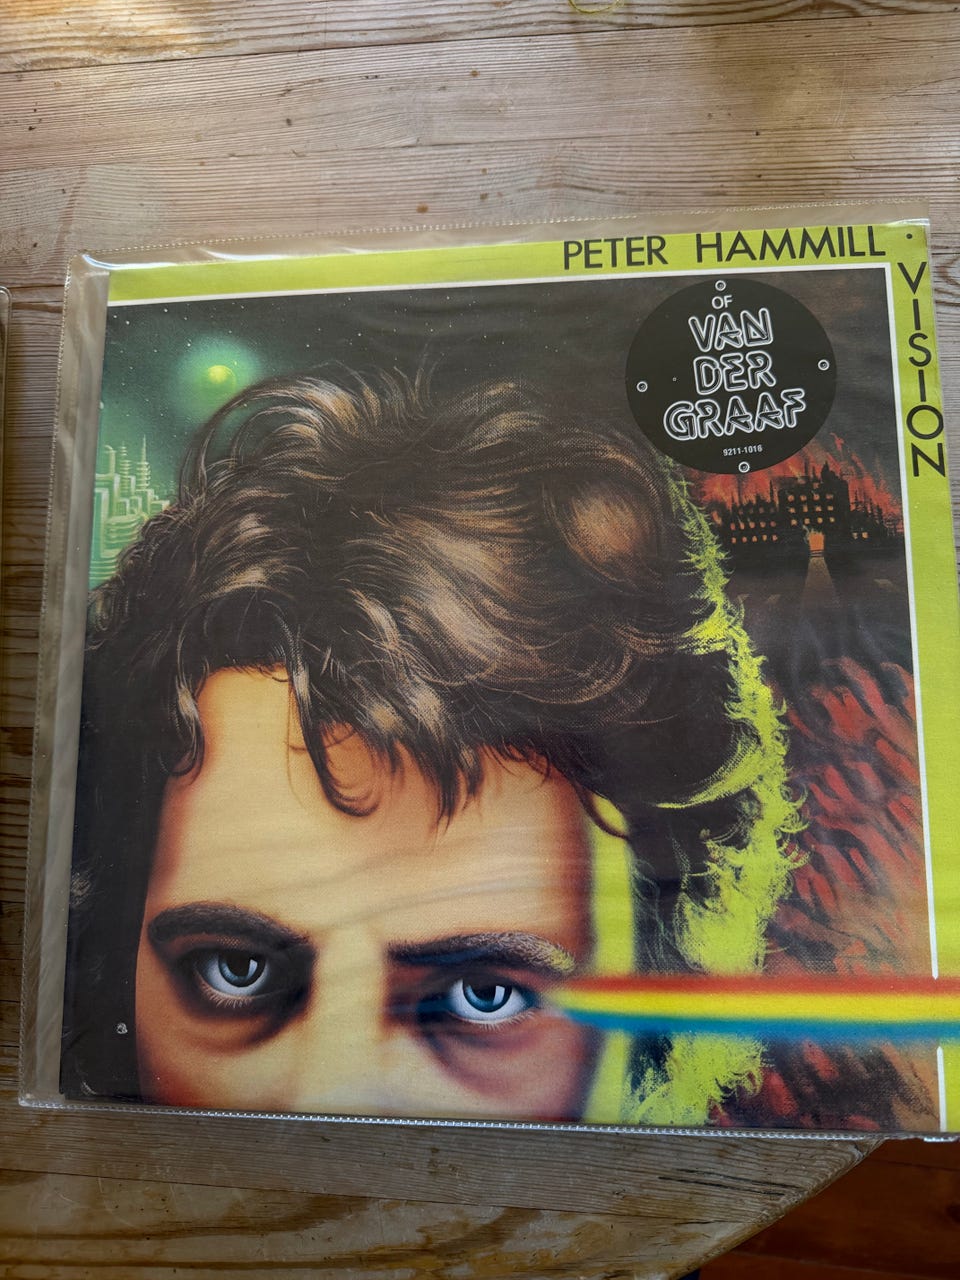 PETER HAMMILL · VISION
OF
VAN
DER
GRAAF
9211-1016